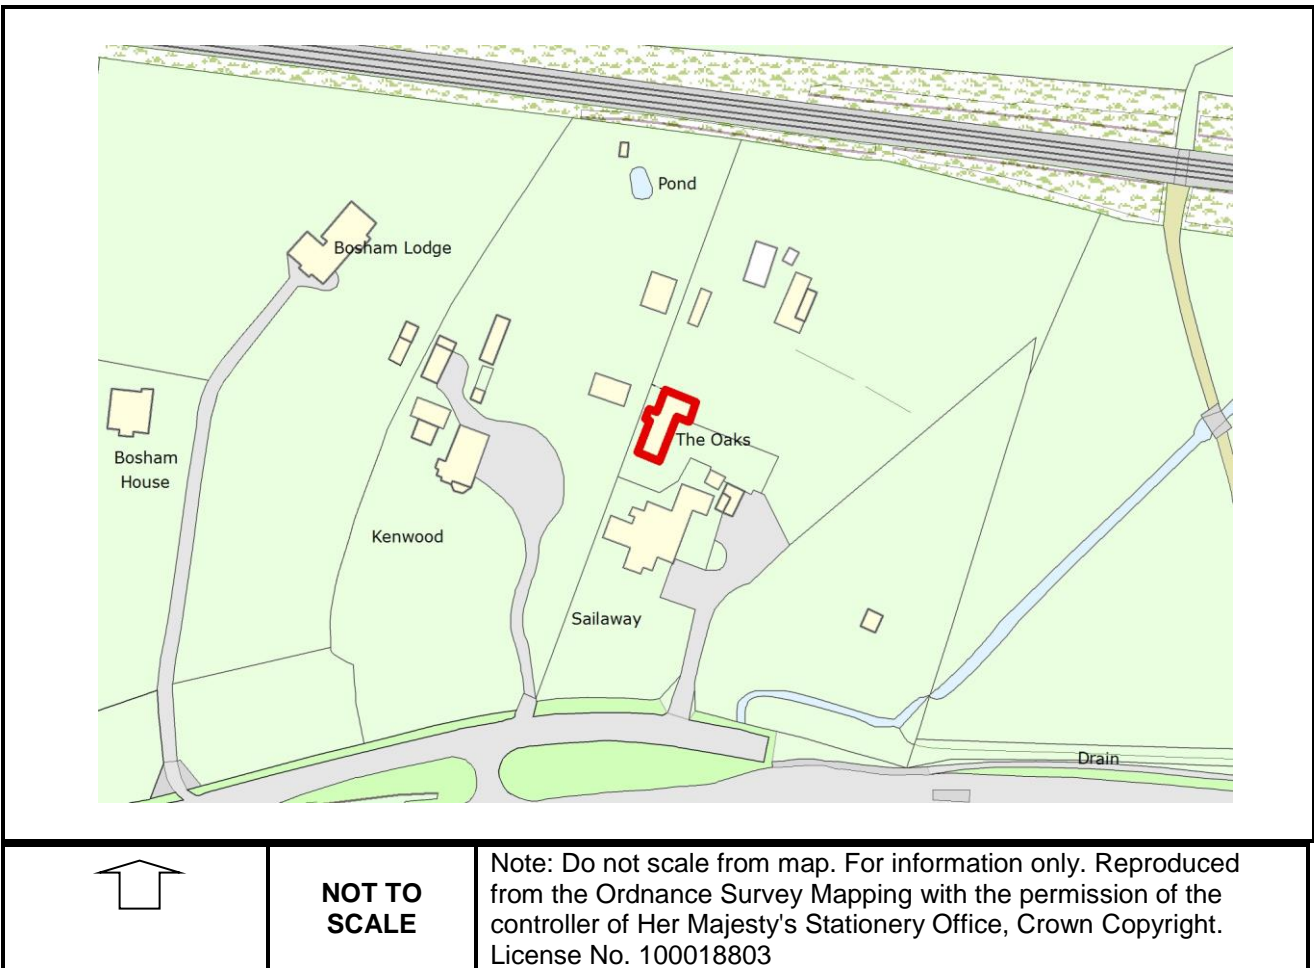 Pond
Bosham Lodge
The Oaks
Bosham
House
Kenwood
Sailaway
Drain
NOT TO
SCALE
Note: Do not scale from map. For information only. Reproduced
from the Ordnance Survey Mapping with the permission of the
controller of Her Majesty's Stationery Office, Crown Copyright.
License No. 100018803